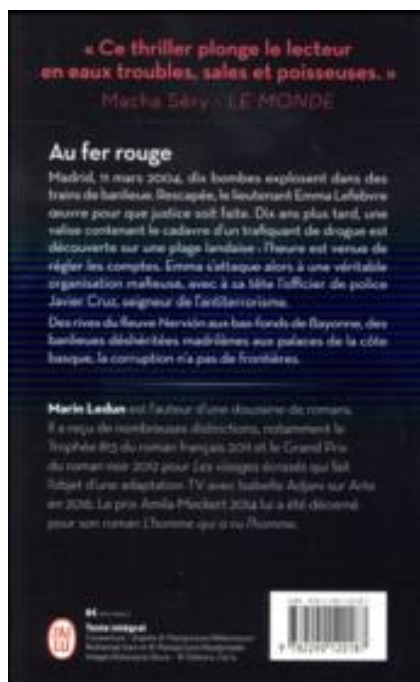 « Ce thriller plonge le lecteur
en eaux troubles, sales et poisseuses. »
Macha Séry - LE MONDE
Au fer rouge
Madrid, 11 mars 2004, dix bombes explosent dans des
trains de banlieue. Rescapée, le lieutenant Emma Lefebvre
œuvre pour que justice soit faite. Dix ans plus tard, une
valise contenant le cadavre d'un trafiquant de drogue est
découverte sur une plage landaise : l'heure est venue de
régler les comptes. Emma s'attaque alors à une véritable
organisation mafieuse, avec à sa tête l'officier de police
Javier Cruz, seigneur de l'antiterrorisme.
Des rives du fleuve Nervión aux bas fonds de Bayonne, des
banlieues déshéritées madrilènes aux palaces de la côte
basque, la corruption n'a pas de frontières.
Marin Ledun est l'auteur d'une douzaine de romans.
Il a reçu de nombreuses distinctions, notamment le
Trophée 813 du roman français 2011 et le Grand Prix
du roman noir 2012 pour Les visages écrasés qui fait
l'objet d'une adaptation TV avec Isabelle Adjani sur Arte
en 2016. Le prix Amila-Meckert 2014 lui a été décerné
pour son roman L'homme qui a vu l'homme.
J'AI
LU
Texte intégral